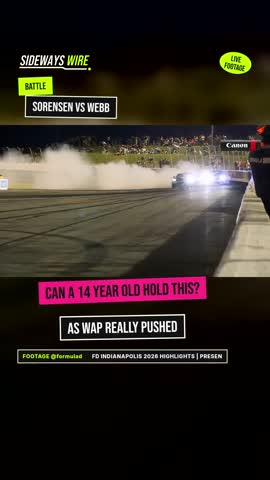 SIDEWAYS WIRE.
LIVE
FOOTAGE
BATTLE
SORENSEN VS WEBB
Canon
CAN A 14 YEAR OLD HOLD THIS?
AS WAP REALLY PUSHED
FOOTAGE @formulad FD INDIANAPOLIS 2026 HIGHLIGHTS | PRESEN